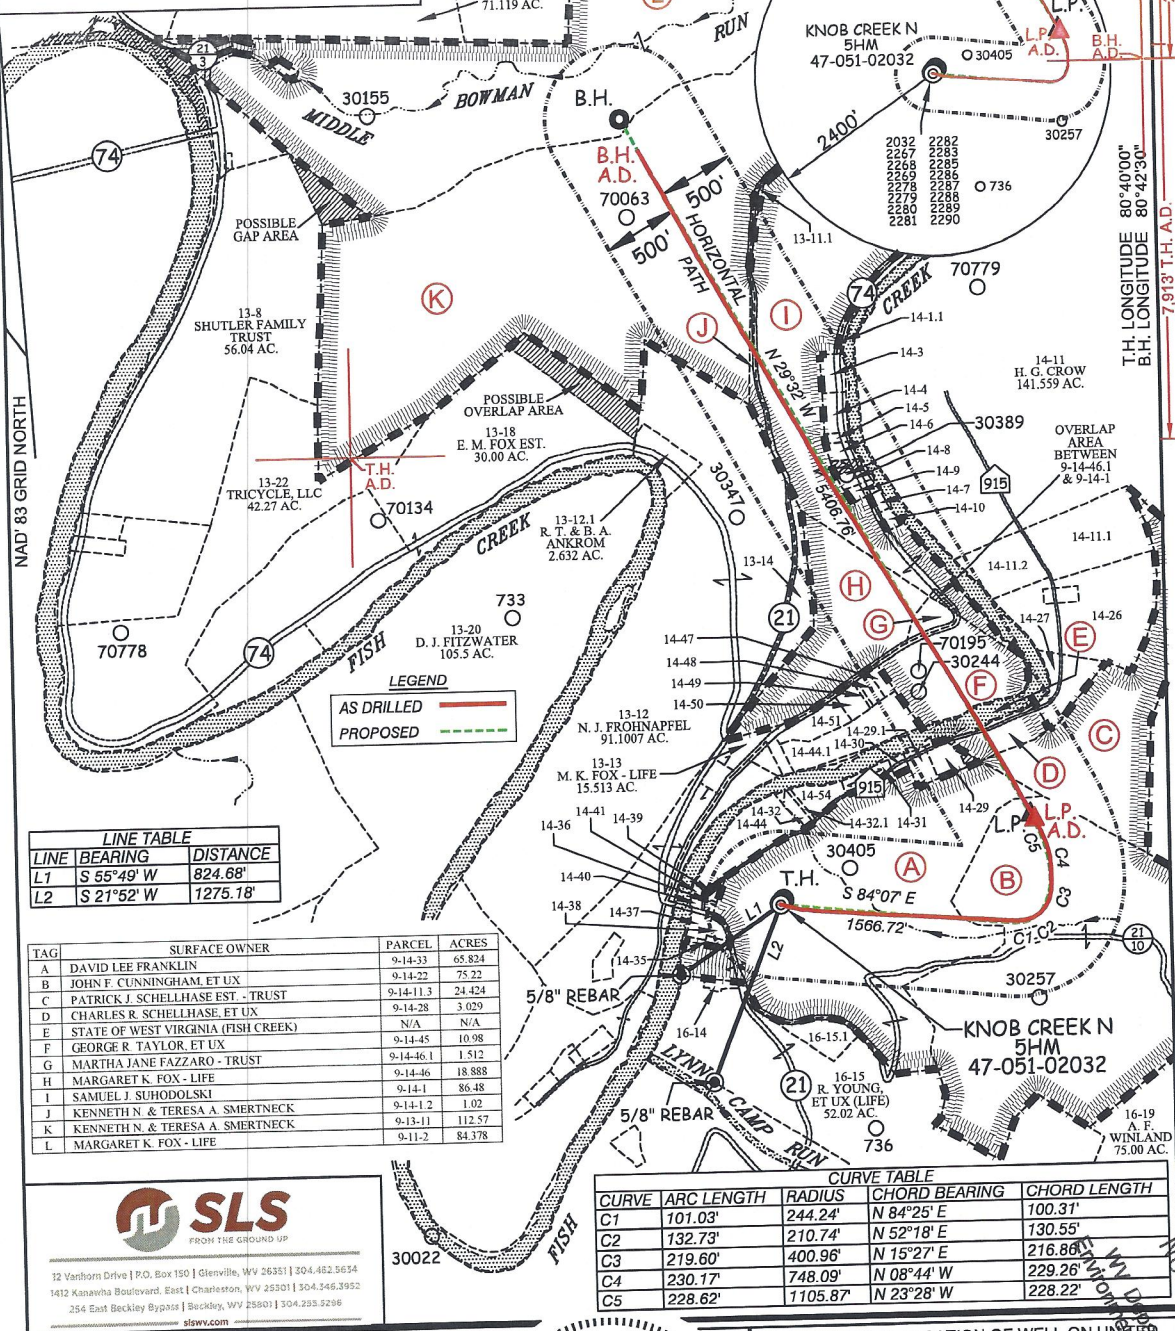 71.119 AC.
RUN
KNOB CREEK N
5HM
47-051-02032
L.P.
L.P.
A.D.
B.H.
A.D.
30405
30257
2400'
2032 2282
2267 2283
2268 2285
2269 2286
2278 2287
2279 2288
2280 2289
2281 2290
736
21
3
30155
MIDDLE
BOWMAN
B.H.
B.H.
A.D.
70063
74
500'
500'
HORIZONTAL
PATH
13-11.1
POSSIBLE
GAP AREA
T.H. LONGITUDE 80°40'00"
B.H. LONGITUDE 80°42'30"
7,913' T.H. A.D.
CREEK
70779
74
K
I
J
13-8
SHUTLER FAMILY
TRUST
56.04 AC.
14-1.1
14-3
14-4
14-5
14-6
14-8
14-9
14-7
14-10
14-11
H. G. CROW
141.559 AC.
N 29°32' W
5406.76'
30389
915
OVERLAP
AREA
BETWEEN
9-14-46.1
& 9-14-1
POSSIBLE
OVERLAP AREA
13-18
E. M. FOX EST.
30.00 AC.
NAD' 83 GRID NORTH
T.H.
A.D.
13-22
TRICYCLE, LLC
42.27 AC.
70134
30347
CREEK
13-12.1
R. T. & B. A.
ANKROM
2.632 AC.
14-11.1
14-11.2
13-14
H
G
733
13-20
D. J. FITZWATER
105.5 AC.
21
14-27
14-26
E
70778
74
FISH
14-47
14-48
14-49
14-50
70195
30244
F
LEGEND
AS DRILLED
PROPOSED
13-12
N. J. FROHNAPFEL
91.1007 AC.
13-13
M. K. FOX - LIFE
15.513 AC.
14-51
14-29.1
14-44.1
14-30
C
D
14-54
915
14-32
14-44
14-32.1
14-31
14-29
14-41
14-39
14-36
14-40
14-38
14-37
14-35
L.P.
L.P.
A.D.
C5
C4
C3
30405
A
B
T.H.
S 84°07' E
1566.72'
C1
C2
L1
L2
21
10
LINE TABLE
LINE BEARING DISTANCE
L1 S 55°49' W 824.68'
L2 S 21°52' W 1275.18'
TAG SURFACE OWNER PARCEL ACRES
A DAVID LEE FRANKLIN 9-14-33 65.824
B JOHN F. CUNNINGHAM, ET UX 9-14-22 75.22
C PATRICK J. SCHELLHASE EST. - TRUST 9-14-11.3 24.424
D CHARLES R. SCHELLHASE, ET UX 9-14-28 3.029
E STATE OF WEST VIRGINIA (FISH CREEK) N/A N/A
F GEORGE R. TAYLOR, ET UX 9-14-45 10.98
G MARTHA JANE FAZZARO - TRUST 9-14-46.1 1.512
H MARGARET K. FOX - LIFE 9-14-46 18.888
I SAMUEL J. SUHODOLSKI 9-14-1 86.48
J KENNETH N. & TERESA A. SMERTNECK 9-14-1.2 1.02
K KENNETH N. & TERESA A. SMERTNECK 9-13-11 112.57
L MARGARET K. FOX - LIFE 9-11-2 84.378
5/8" REBAR
16-14
30257
KNOB CREEK N
5HM
47-051-02032
16-15.1
16-15
R. YOUNG,
ET UX (LIFE)
52.02 AC.
21
LYNN
CAMP
RUN
5/8" REBAR
736
16-19
A. F.
WINLAND
75.00 AC.
SLS
FROM THE GROUND UP
12 Vanhorn Drive | P.O. Box 150 | Glenville, WV 26351 | 304.462.5634
1412 Kanawha Boulevard, East | Charleston, WV 25301 | 304.346.3952
254 East Beckley Bypass | Beckley, WV 25801 | 304.255.5296
slswv.com
30022
FISH
CURVE TABLE
CURVE ARC LENGTH RADIUS CHORD BEARING CHORD LENGTH
C1 101.03' 244.24' N 84°25' E 100.31'
C2 132.73' 210.74' N 52°18' E 130.55'
C3 219.60' 400.96' N 15°27' E 216.86'
C4 230.17' 748.09' N 08°44' W 229.26'
C5 228.62' 1105.87' N 23°28' W 228.22'